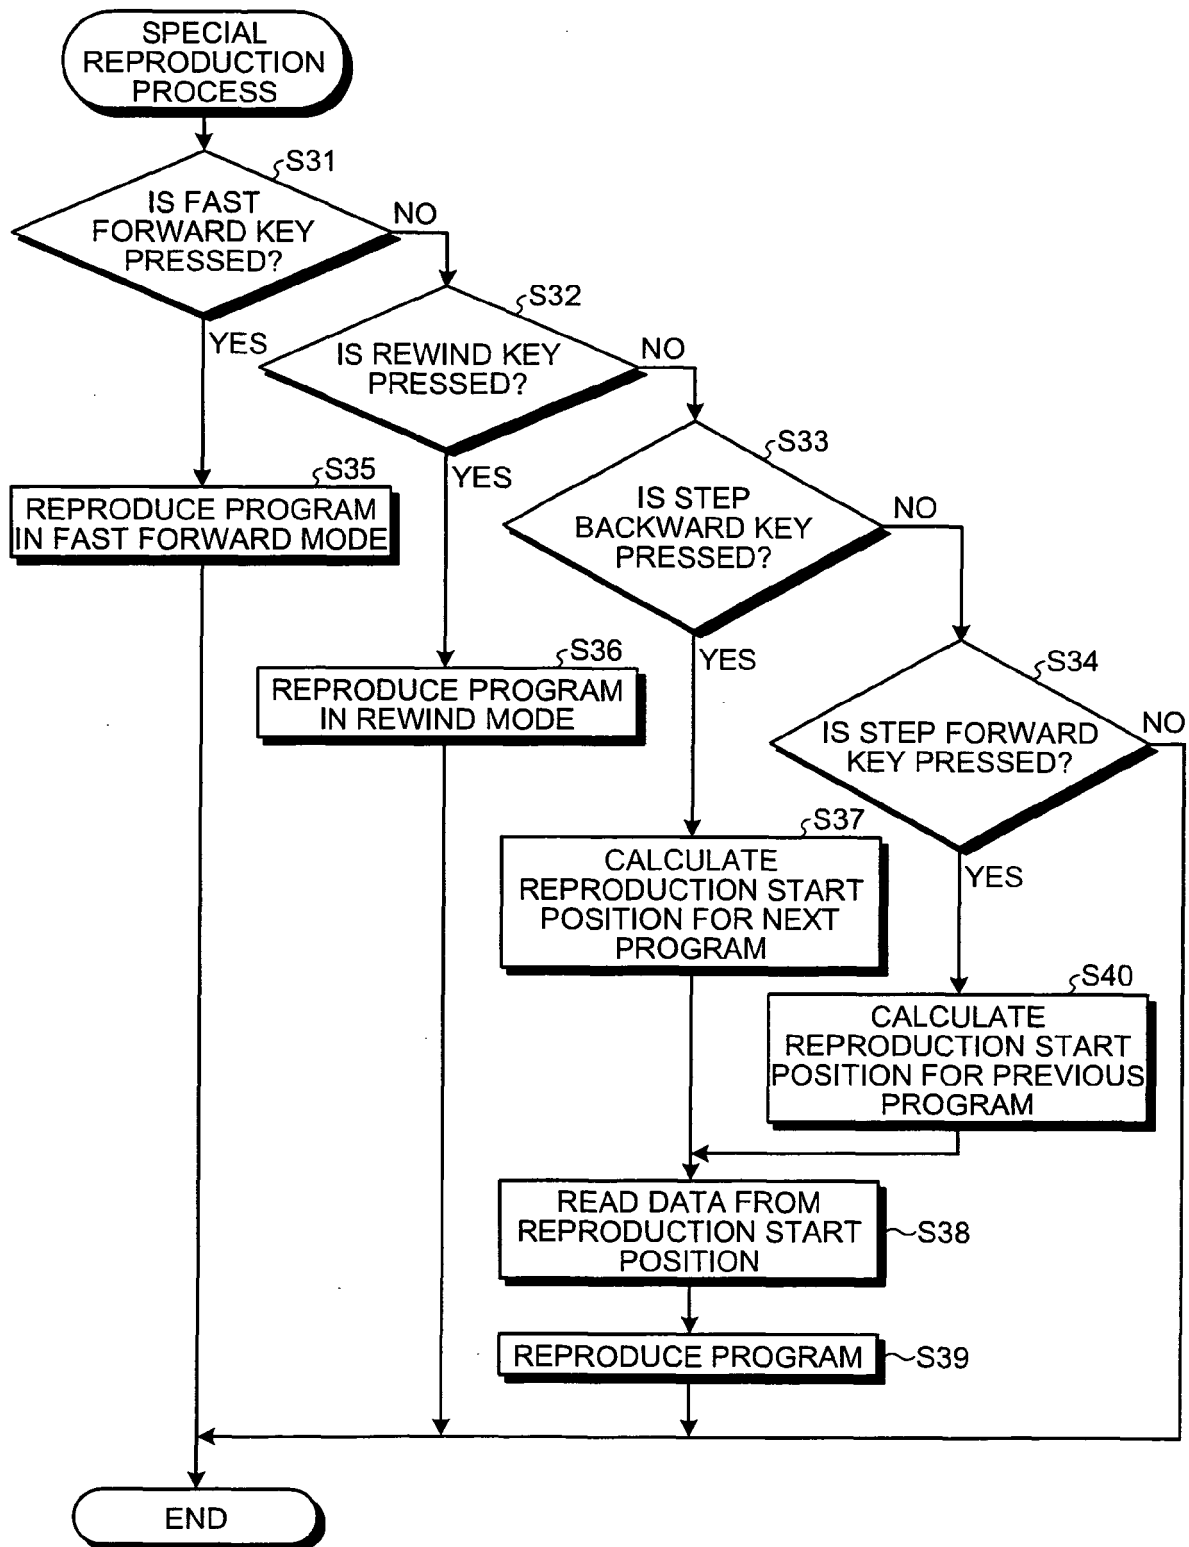 SPECIAL
REPRODUCTION
PROCESS
S31
IS FAST
FORWARD KEY
PRESSED?
NO
YES
S32
IS REWIND KEY
PRESSED?
NO
YES
S33
IS STEP
BACKWARD KEY
PRESSED?
NO
YES
S34
IS STEP FORWARD
KEY PRESSED?
NO
YES
S35
REPRODUCE PROGRAM
IN FAST FORWARD MODE
S36
REPRODUCE PROGRAM
IN REWIND MODE
S37
CALCULATE
REPRODUCTION START
POSITION FOR NEXT
PROGRAM
S40
CALCULATE
REPRODUCTION START
POSITION FOR PREVIOUS
PROGRAM
READ DATA FROM
REPRODUCTION START
POSITION
S38
REPRODUCE PROGRAM
S39
END